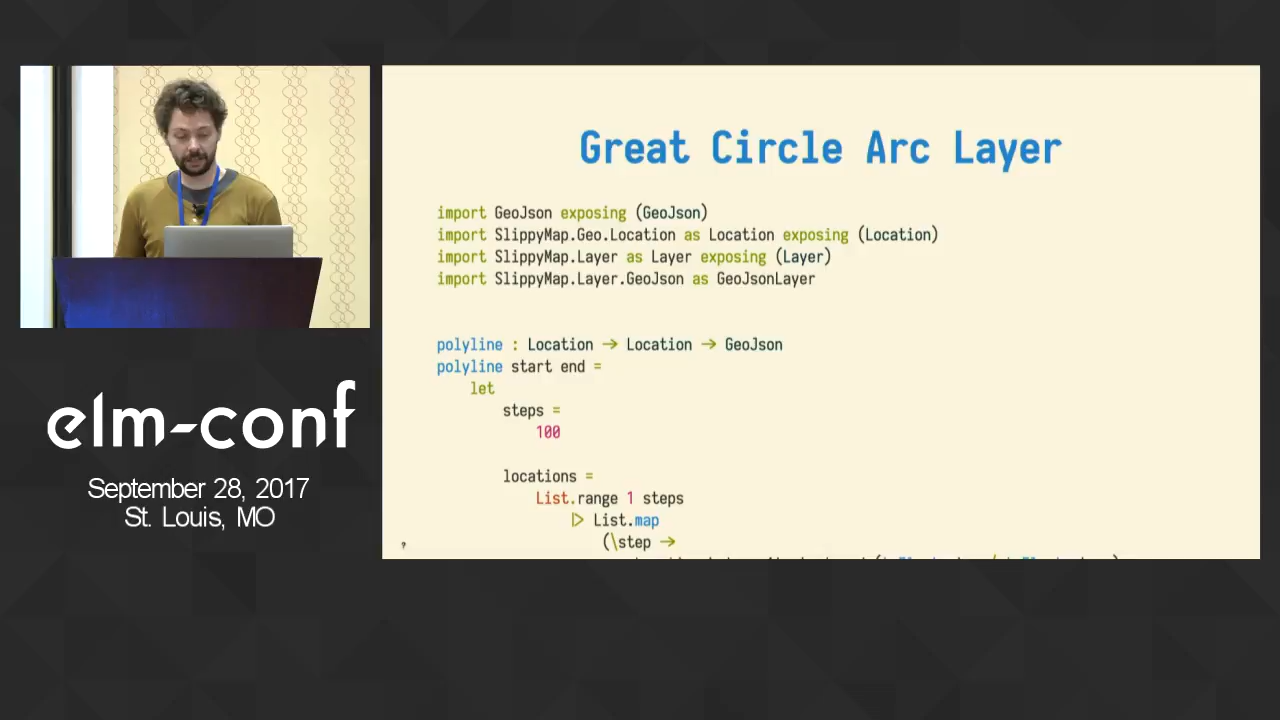 Great Circle Arc Layer
import GeoJson exposing (GeoJson)
import SlippyMap.Geo.Location as Location exposing (Location)
import SlippyMap.Layer as Layer exposing (Layer)
import SlippyMap.Layer.GeoJson as GeoJsonLayer
polyline : Location → Location → GeoJson
polyline start end =
let
steps =
100
locations =
List.range 1 steps
|> List.map
(\step →
elm-conf
September 28, 2017
St. Louis, MO